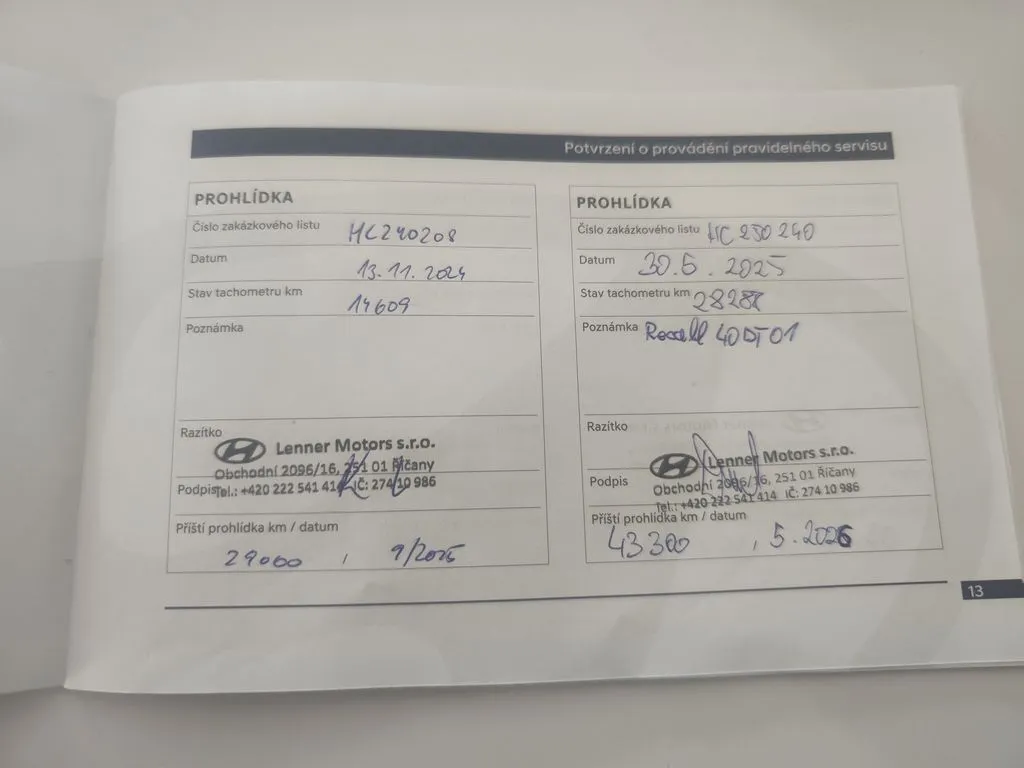 Potvrzení o provádění pravidelného servisu
PROHLÍDKA
Číslo zakázkového listu HC240208
Datum 13.11.2024
Stav tachometru km 14609
Poznámka
Razítko
Lenner Motors s.r.o.
Obchodní 2096/16, 251 01 Říčany
Podpis
Tel.: +420 222 541 414 IČ: 274 10 986
Příští prohlídka km / datum
29000 , 9/2025
PROHLÍDKA
Číslo zakázkového listu HC 250240
Datum 30.5.2025
Stav tachometru km
Poznámka Recall 40DT01
Razítko
Lenner Motors s.r.o.
Obchodní 2096/16, 251 01 Říčany
Podpis
Tel.: +420 222 541 414 IČ: 274 10 986
Příští prohlídka km / datum
43300 , 5.2026
13